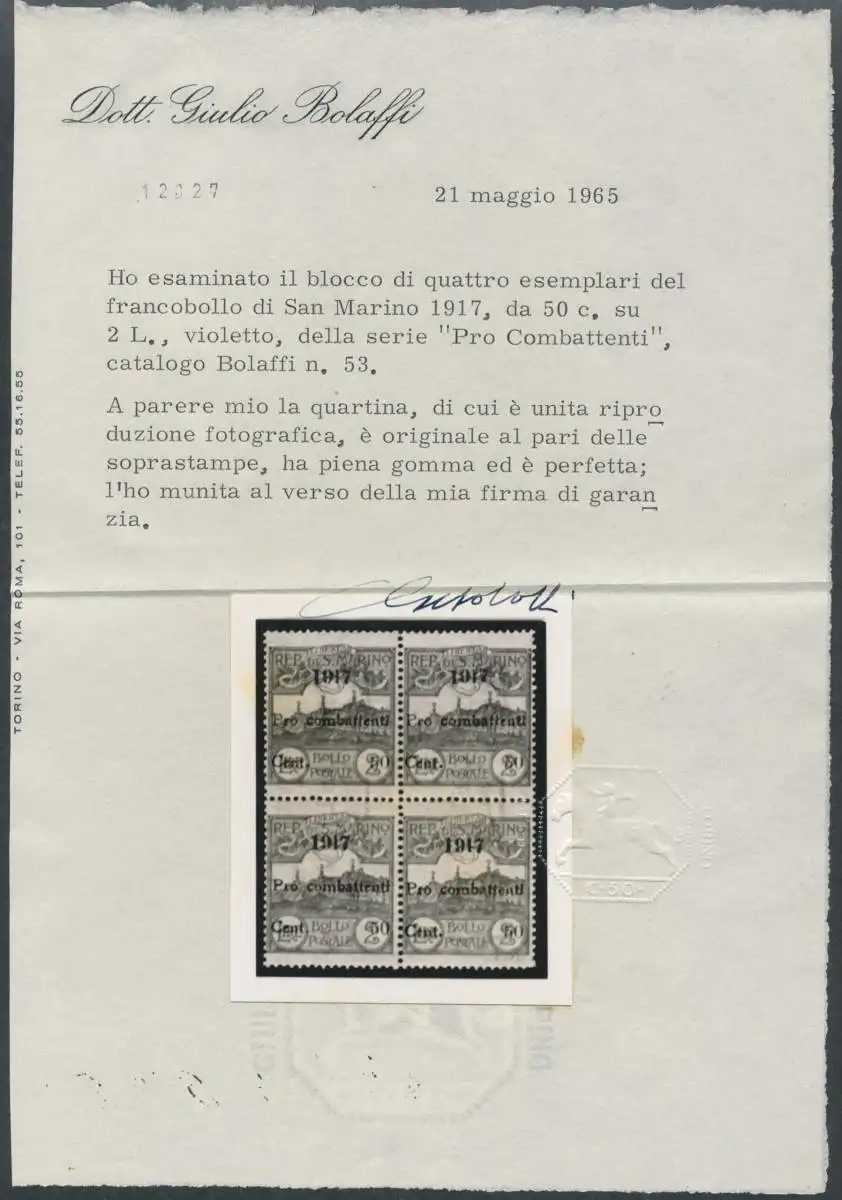 Dott. Giulio Bolaffi
12927
21 maggio 1965
Ho esaminato il blocco di quattro esemplari del
francobollo di San Marino 1917, da 50 c. su
2 L., violetto, della serie "Pro Combattenti",
catalogo Bolaffi n. 53.
A parere mio la quartina, di cui è unita ripro
duzione fotografica, è originale al pari delle
soprastampe, ha piena gomma ed è perfetta;
l'ho munita al verso della mia firma di garan
zia.
TORINO - VIA ROMA, 101 - TELEF. 55.16.55
REP. DI S. MARINO REP. DI S. MARINO
1917 1917
Pro combattenti Pro combattenti
Cent. 50 Cent. 50
BOLLO BOLLO
POSTALE POSTALE
REP. DI S. MARINO REP. DI S. MARINO
1917 1917
Pro combattenti Pro combattenti
Cent. 50 Cent. 50
BOLLO BOLLO
POSTALE POSTALE
C. 50